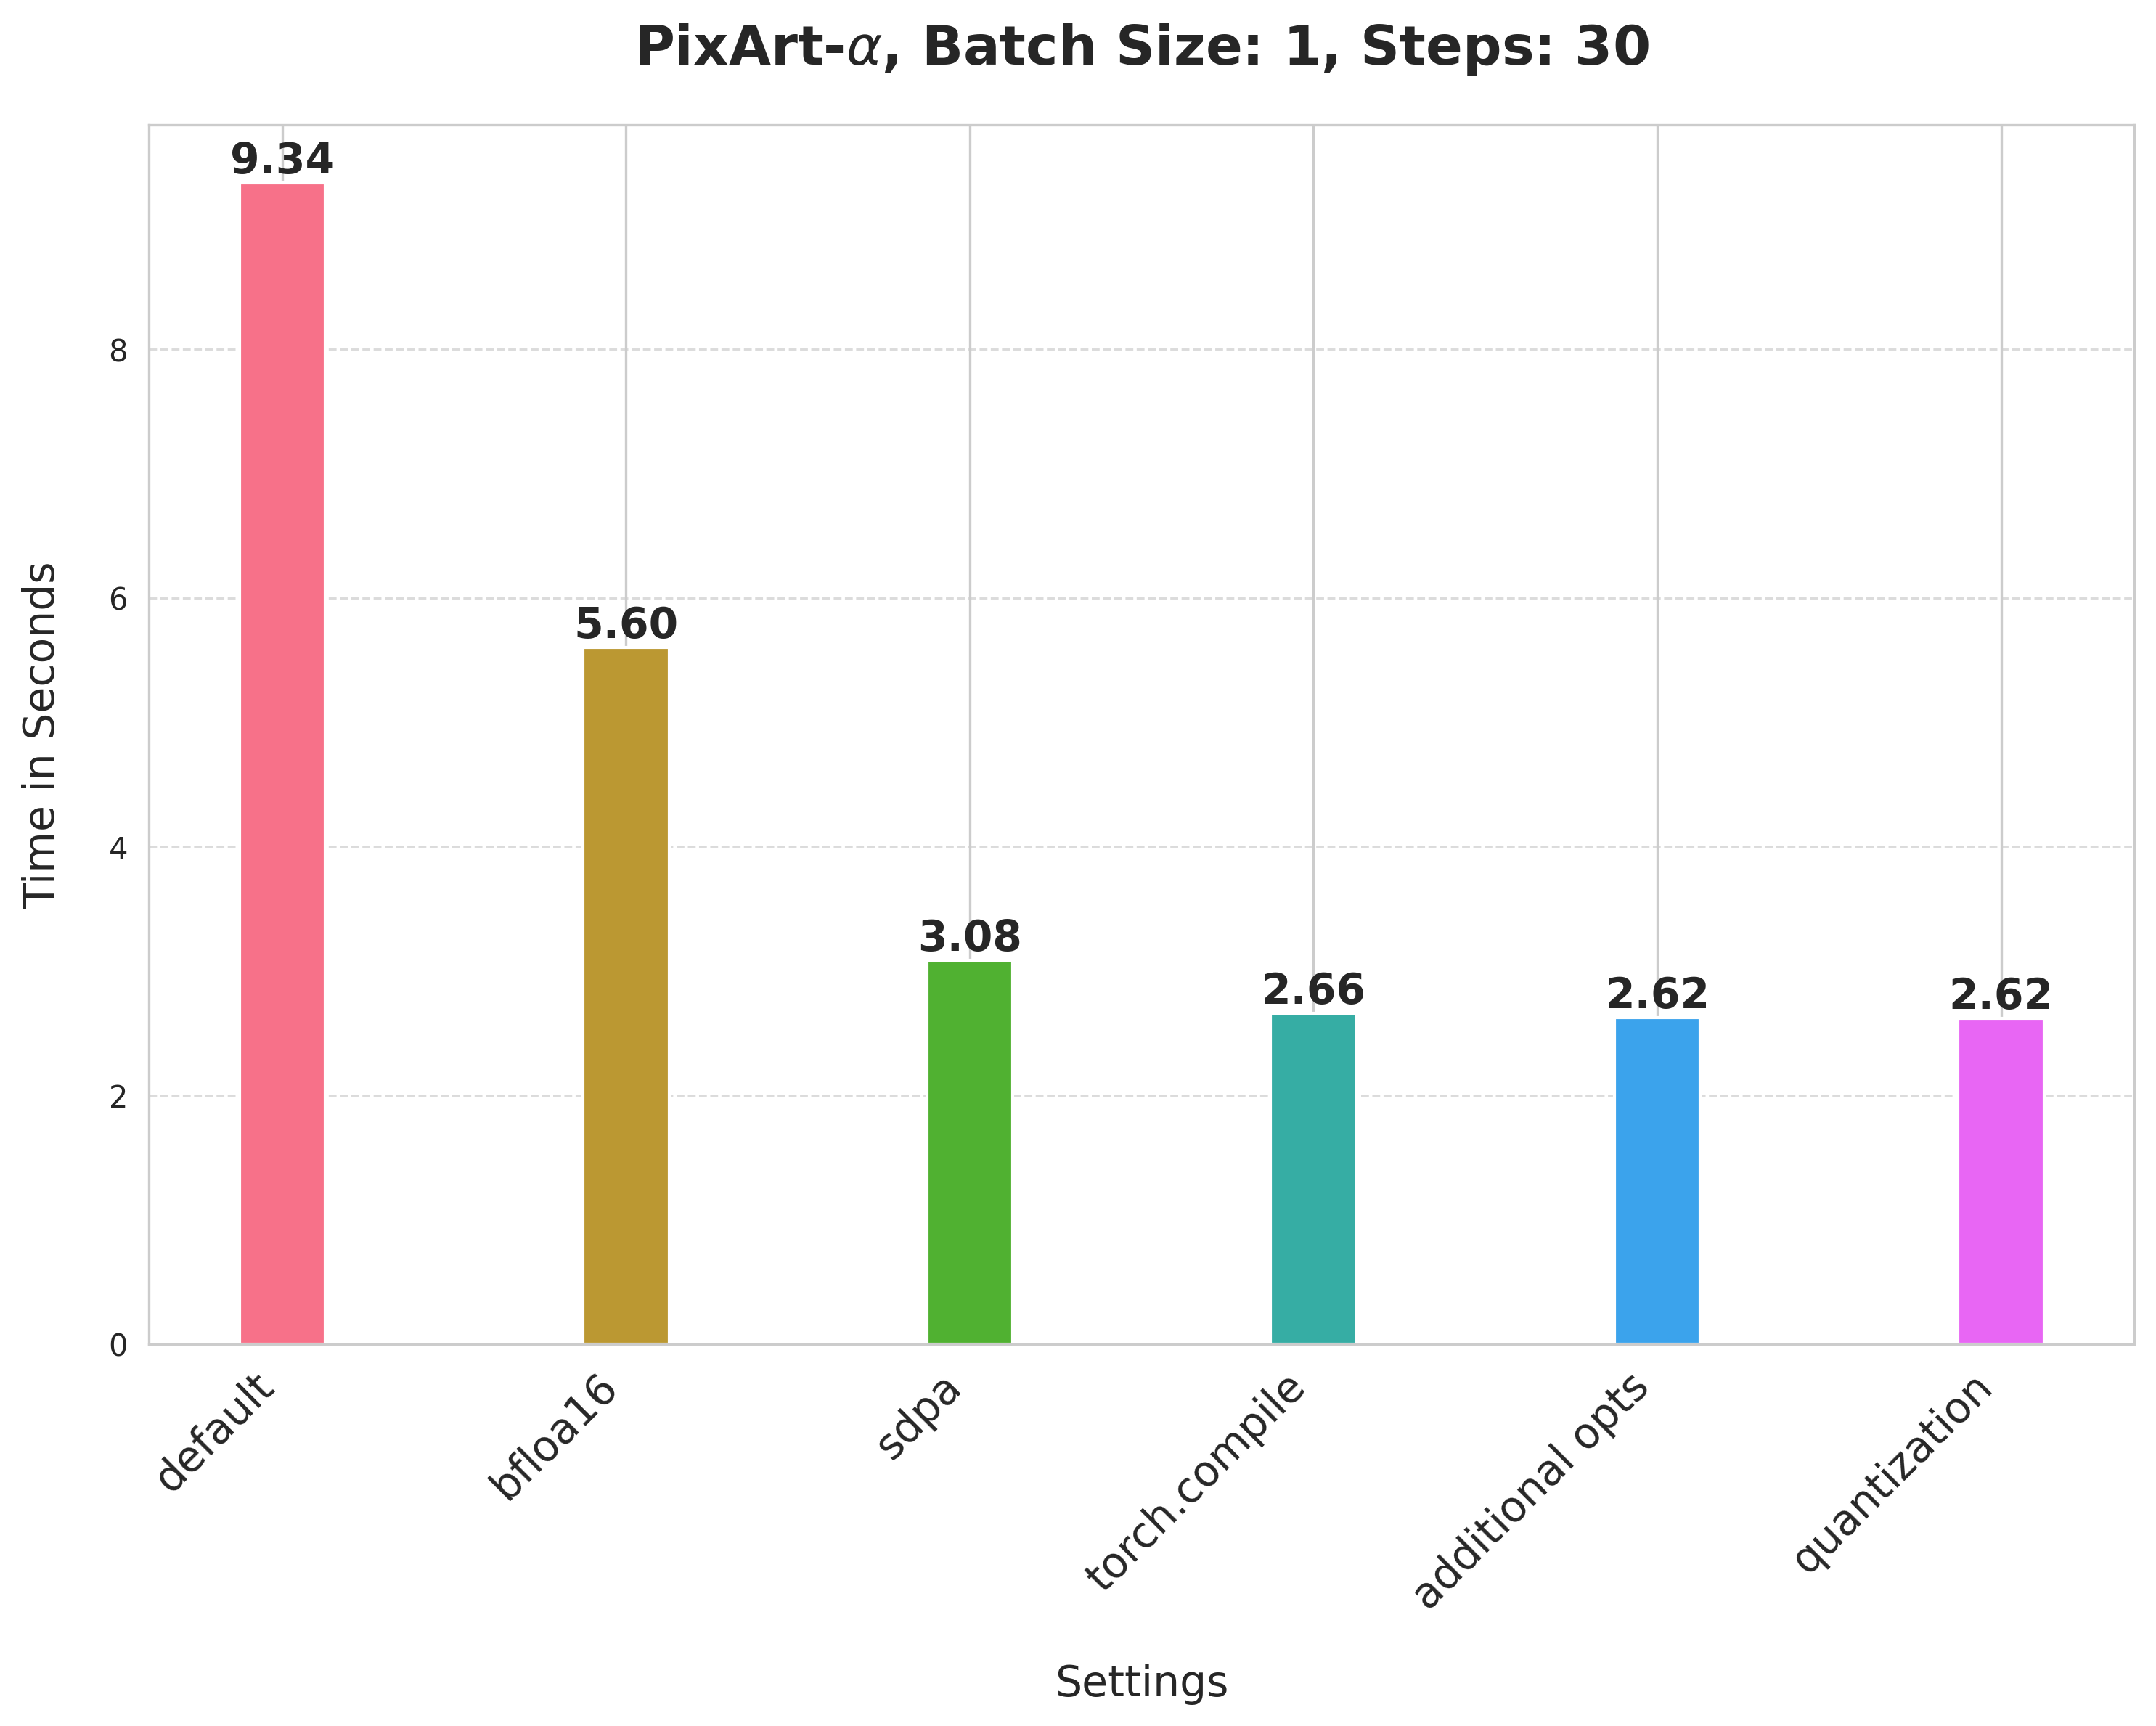 PixArt-α, Batch Size: 1, Steps: 30
Time in Seconds
8
6
4
2
0
9.34
5.60
3.08
2.66
2.62
2.62
default
bfloa16
sdpa
torch.compile
additional opts
quantization
Settings